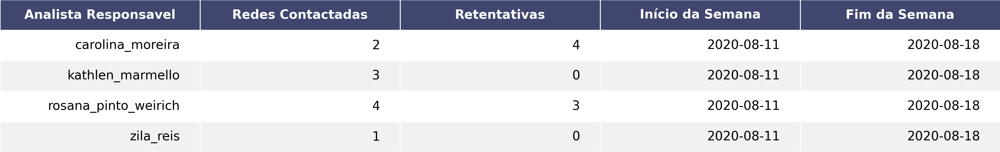 Analista Responsavel Redes Contactadas Retentativas Início da Semana Fim da Semana
carolina_moreira 2 4 2020-08-11 2020-08-18
kathlen_marmello 3 0 2020-08-11 2020-08-18
rosana_pinto_weirich 4 3 2020-08-11 2020-08-18
zila_reis 1 0 2020-08-11 2020-08-18